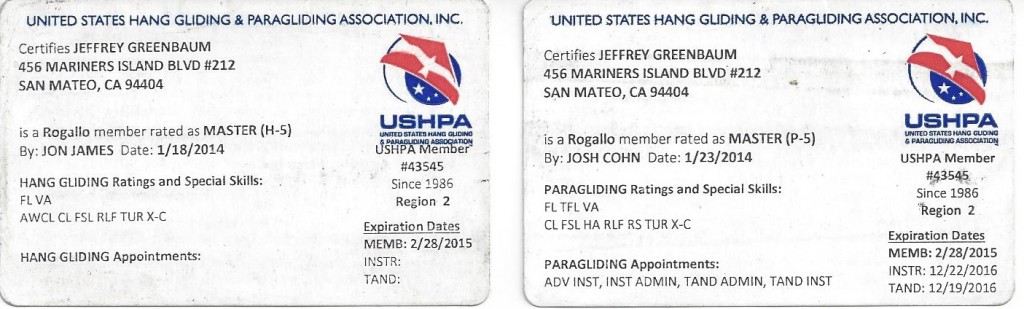 UNITED STATES HANG GLIDING & PARAGLIDING ASSOCIATION, INC.
Certifies JEFFREY GREENBAUM
456 MARINERS ISLAND BLVD #212
SAN MATEO, CA 94404
is a Rogallo member rated as MASTER (H-5)
By: JON JAMES Date: 1/18/2014
HANG GLIDING Ratings and Special Skills:
FL VA
AWCL CL FSL RLF TUR X-C
HANG GLIDING Appointments:
USHPA
UNITED STATES HANG GLIDING
& PARAGLIDING ASSOCIATION
USHPA Member
#43545
Since 1986
Region 2
Expiration Dates
MEMB: 2/28/2015
INSTR:
TAND:
UNITED STATES HANG GLIDING & PARAGLIDING ASSOCIATION, INC.
Certifies JEFFREY GREENBAUM
456 MARINERS ISLAND BLVD #212
SAN MATEO, CA 94404
is a Rogallo member rated as MASTER (P-5)
By: JOSH COHN Date: 1/23/2014
PARAGLIDING Ratings and Special Skills:
FL TFL VA
CL FSL HA RLF RS TUR X-C
PARAGLIDING Appointments:
ADV INST, INST ADMIN, TAND ADMIN, TAND INST
USHPA
UNITED STATES HANG GLIDING
& PARAGLIDING ASSOCIATION
USHPA Member
#43545
Since 1986
Region 2
Expiration Dates
MEMB: 2/28/2015
INSTR: 12/22/2016
TAND: 12/19/2016